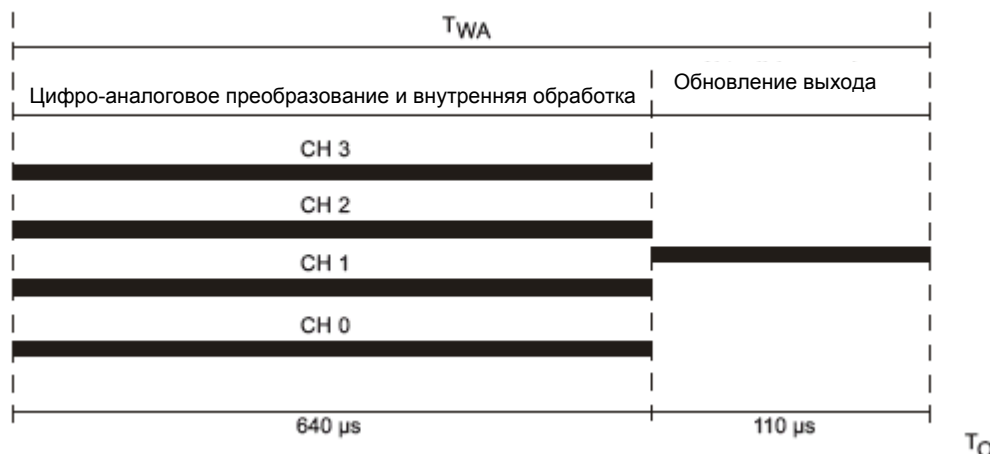 TWA
Цифро-аналоговое преобразование и внутренняя обработка
Обновление выхода
CH 3
CH 2
CH 1
CH 0
640 µs
110 µs